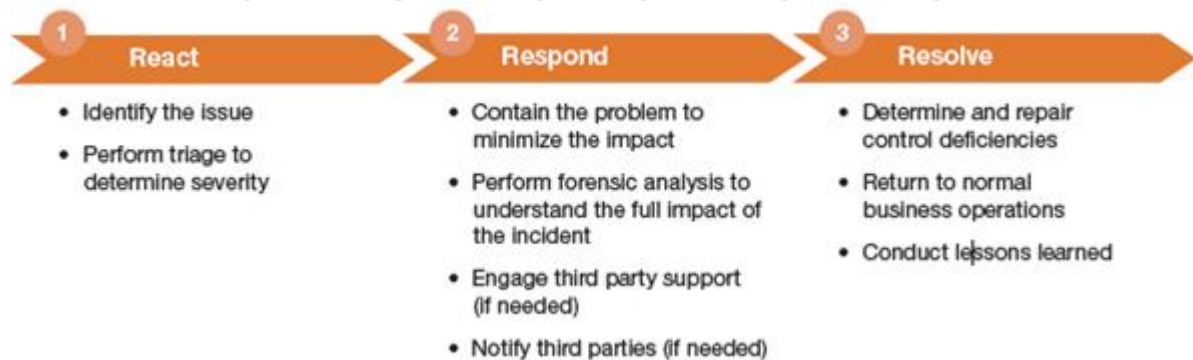 1
React
• Identify the issue
• Perform triage to
determine severity
2
Respond
• Contain the problem to
minimize the impact
• Perform forensic analysis to
understand the full impact of
the incident
• Engage third party support
(if needed)
• Notify third parties (if needed)
3
Resolve
• Determine and repair
control deficiencies
• Return to normal
business operations
• Conduct lessons learned